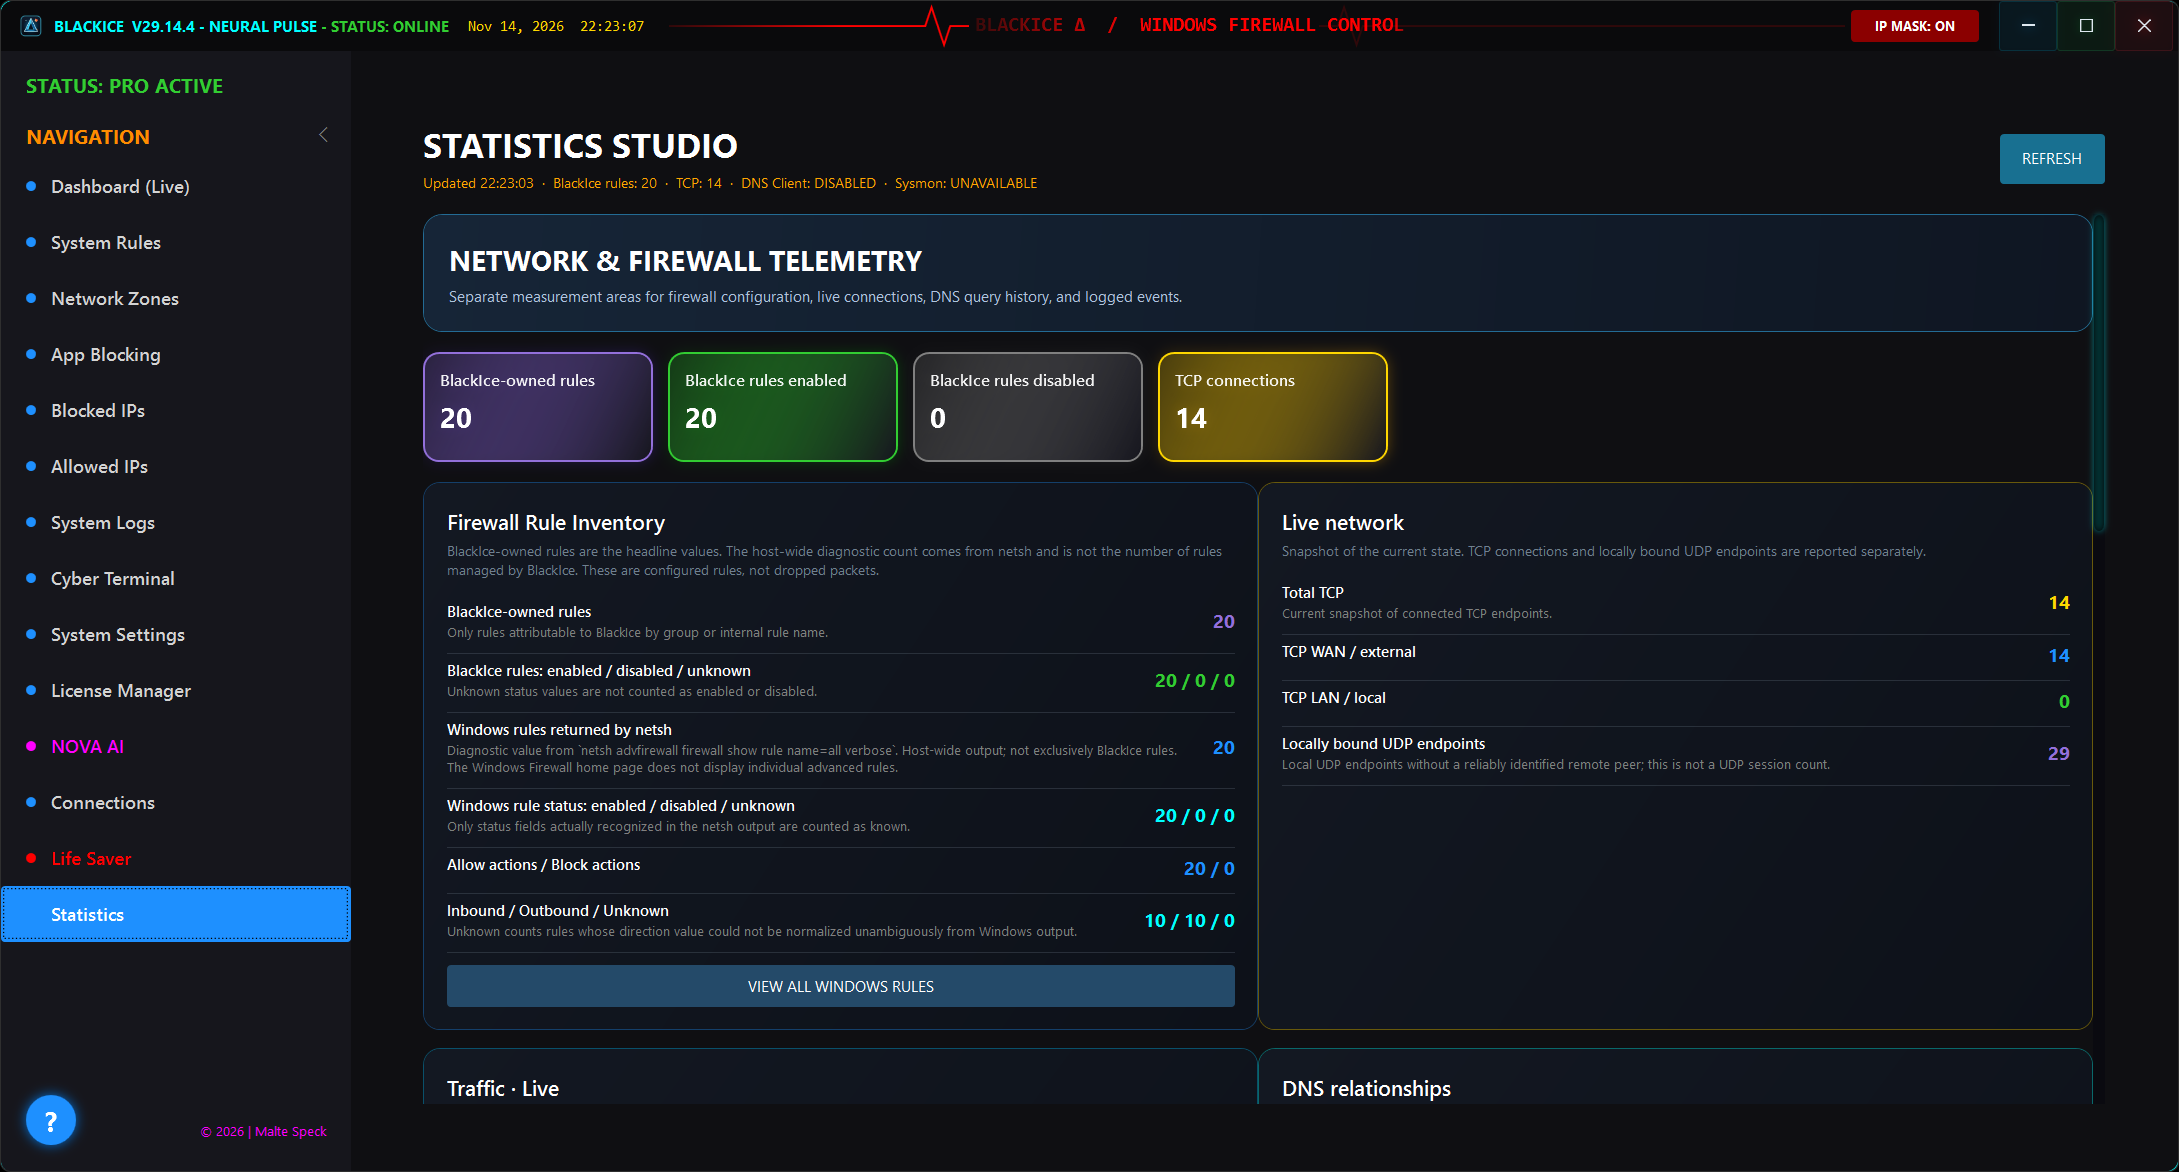 BLACKICE V29.14.4 - NEURAL PULSE - STATUS: ONLINE Nov 14, 2026 22:23:07
BLACKICE Δ / WINDOWS FIREWALL CONTROL
IP MASK: ON
STATUS: PRO ACTIVE
NAVIGATION
Dashboard (Live)
System Rules
Network Zones
App Blocking
Blocked IPs
Allowed IPs
System Logs
Cyber Terminal
System Settings
License Manager
NOVA AI
Connections
Life Saver
Statistics
?
© 2026 | Malte Speck
STATISTICS STUDIO
Updated 22:23:03 · BlackIce rules: 20 · TCP: 14 · DNS Client: DISABLED · Sysmon: UNAVAILABLE
REFRESH
NETWORK & FIREWALL TELEMETRY
Separate measurement areas for firewall configuration, live connections, DNS query history, and logged events.
BlackIce-owned rules
20
BlackIce rules enabled
20
BlackIce rules disabled
0
TCP connections
14
Firewall Rule Inventory
BlackIce-owned rules are the headline values. The host-wide diagnostic count comes from netsh and is not the number of rules
managed by BlackIce. These are configured rules, not dropped packets.
BlackIce-owned rules
Only rules attributable to BlackIce by group or internal rule name.
20
BlackIce rules: enabled / disabled / unknown
Unknown status values are not counted as enabled or disabled.
20 / 0 / 0
Windows rules returned by netsh
Diagnostic value from `netsh advfirewall firewall show rule name=all verbose`. Host-wide output; not exclusively BlackIce rules.
The Windows Firewall home page does not display individual advanced rules.
20
Windows rule status: enabled / disabled / unknown
Only status fields actually recognized in the netsh output are counted as known.
20 / 0 / 0
Allow actions / Block actions
20 / 0
Inbound / Outbound / Unknown
Unknown counts rules whose direction value could not be normalized unambiguously from Windows output.
10 / 10 / 0
VIEW ALL WINDOWS RULES
Live network
Snapshot of the current state. TCP connections and locally bound UDP endpoints are reported separately.
Total TCP
Current snapshot of connected TCP endpoints.
14
TCP WAN / external
14
TCP LAN / local
0
Locally bound UDP endpoints
Local UDP endpoints without a reliably identified remote peer; this is not a UDP session count.
29
Traffic · Live
DNS relationships